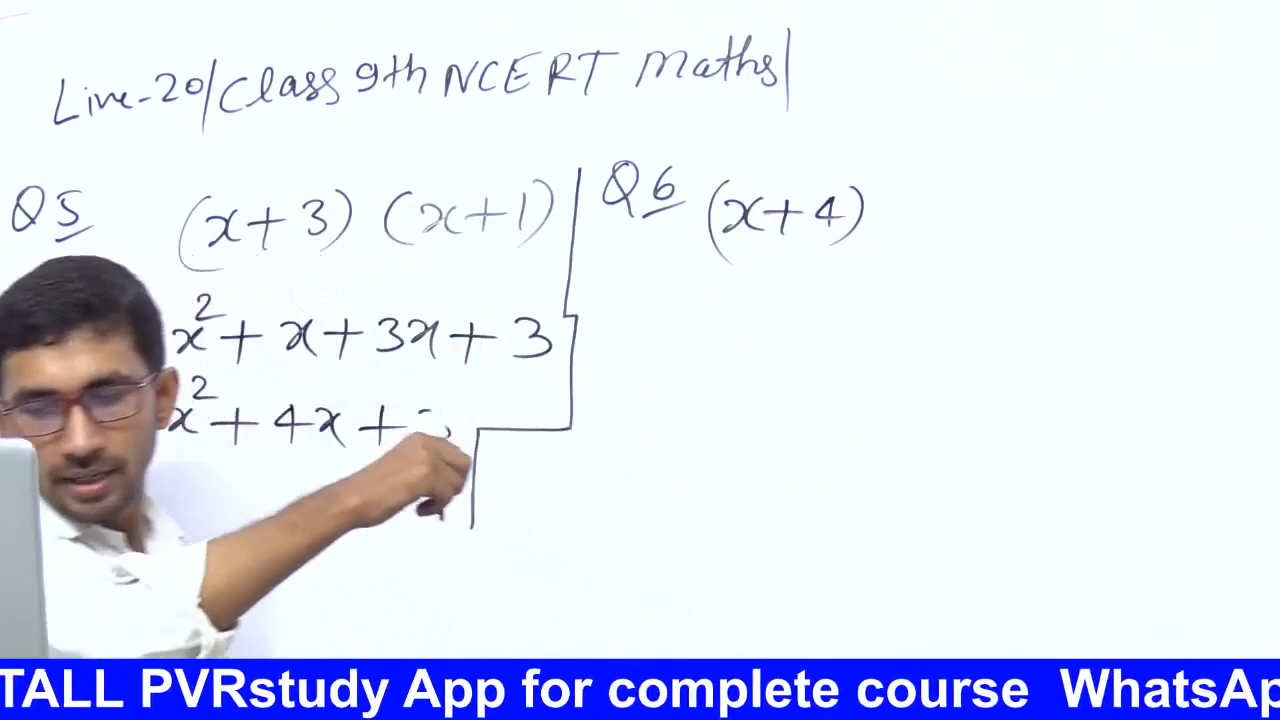 Live-20/Class 9th NCERT Maths|
Q5 (x+3) (x+1)
x² + x + 3x + 3
x² + 4x +
Q6 (x+4)
TALL PVRstudy App for complete course WhatsAp